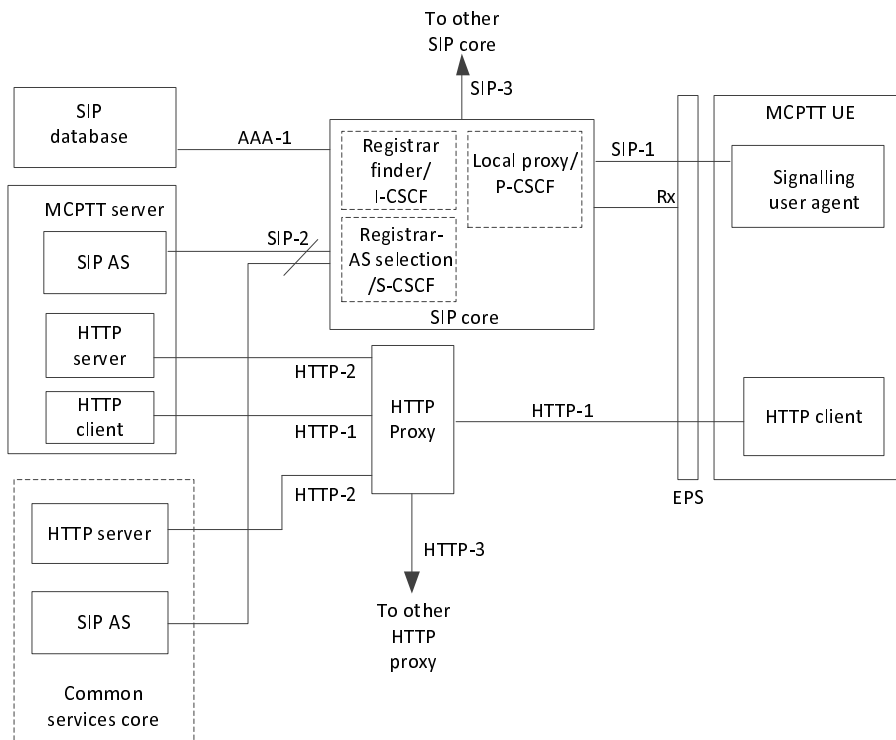 To other
SIP core
SIP-3
SIP
database
AAA-1
Registrar
finder/
I-CSCF
Local proxy/
P-CSCF
SIP-1
Rx
MCPTT UE
Signalling
user agent
MCPTT server
SIP AS
SIP-2
Registrar-
AS selection
/S-CSCF
SIP core
HTTP
server
HTTP-2
HTTP
client
HTTP-1
HTTP
Proxy
HTTP-1
HTTP client
HTTP-2
EPS
HTTP server
HTTP-3
SIP AS
To other
HTTP
proxy
Common
services core